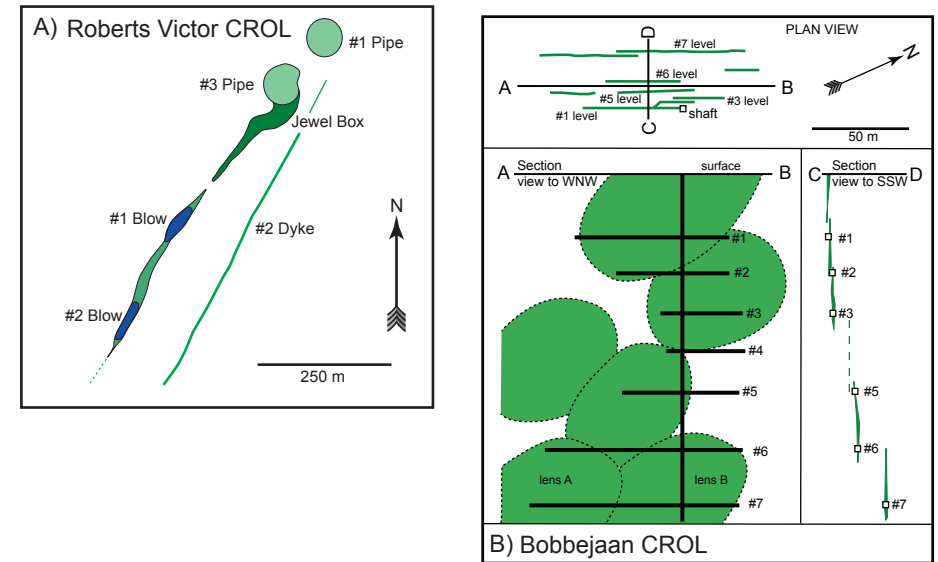 A) Roberts Victor CROL
#1 Pipe
#3 Pipe
Jewel Box
#1 Blow
#2 Dyke
N
#2 Blow
250 m
PLAN VIEW
D
#7 level
N
#6 level
A
B
#5 level
#3 level
#1 level
shaft
C
50 m
A
Section
view to WNW
surface
B
#1
#2
#3
#4
#5
#6
lens A
lens B
#7
C
Section
view to SSW
D
#1
#2
#3
#5
#6
#7
B) Bobbejaan CROL